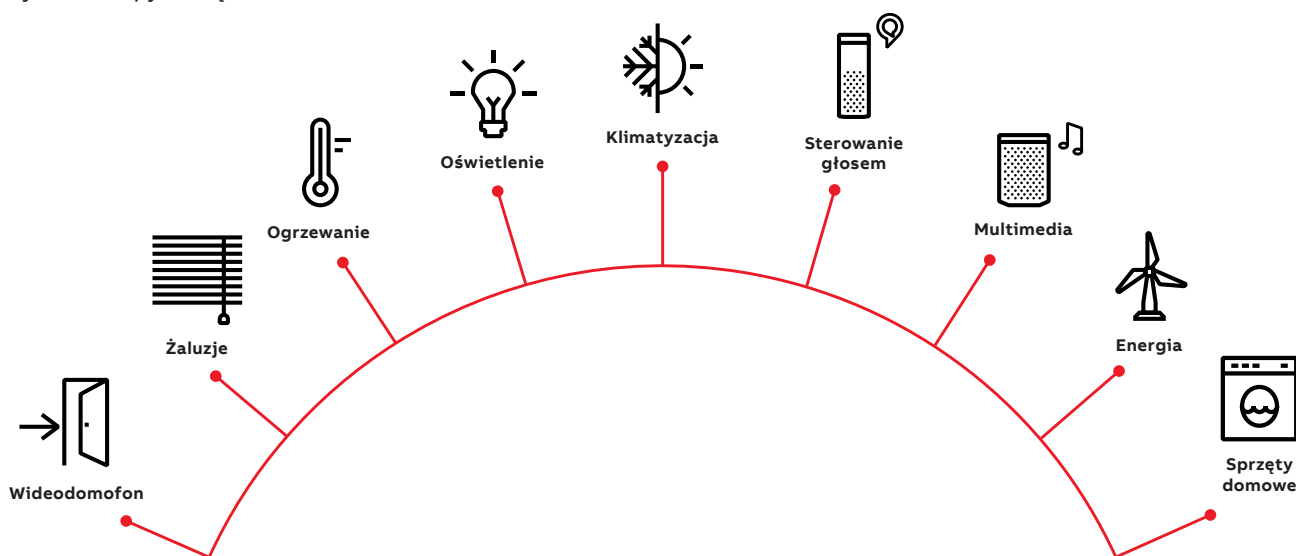 Wideodomofon
Żaluzje
Ogrzewanie
Oświetlenie
Klimatyzacja
Sterowanie
głosem
Multimedia
Energia
Sprzęty
domowe